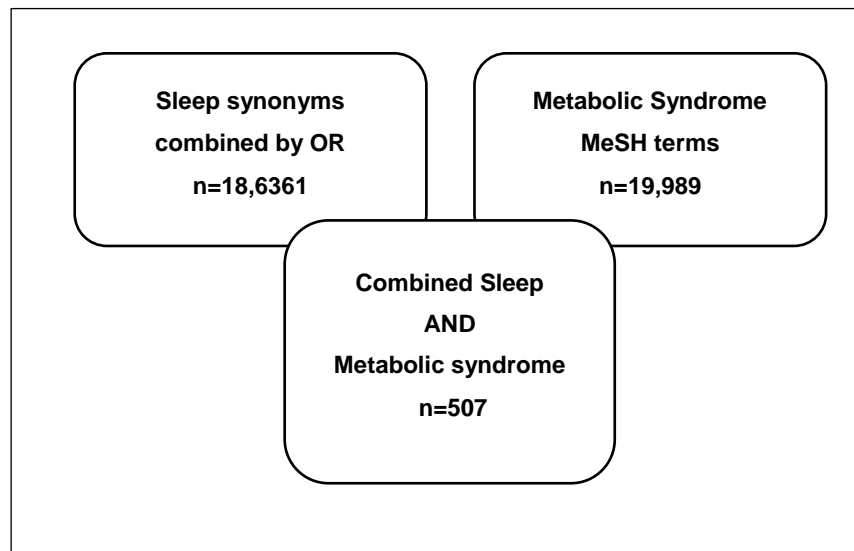 Sleep synonyms
combined by OR
n=18,6361
Metabolic Syndrome
MeSH terms
n=19,989
Combined Sleep
AND
Metabolic syndrome
n=507